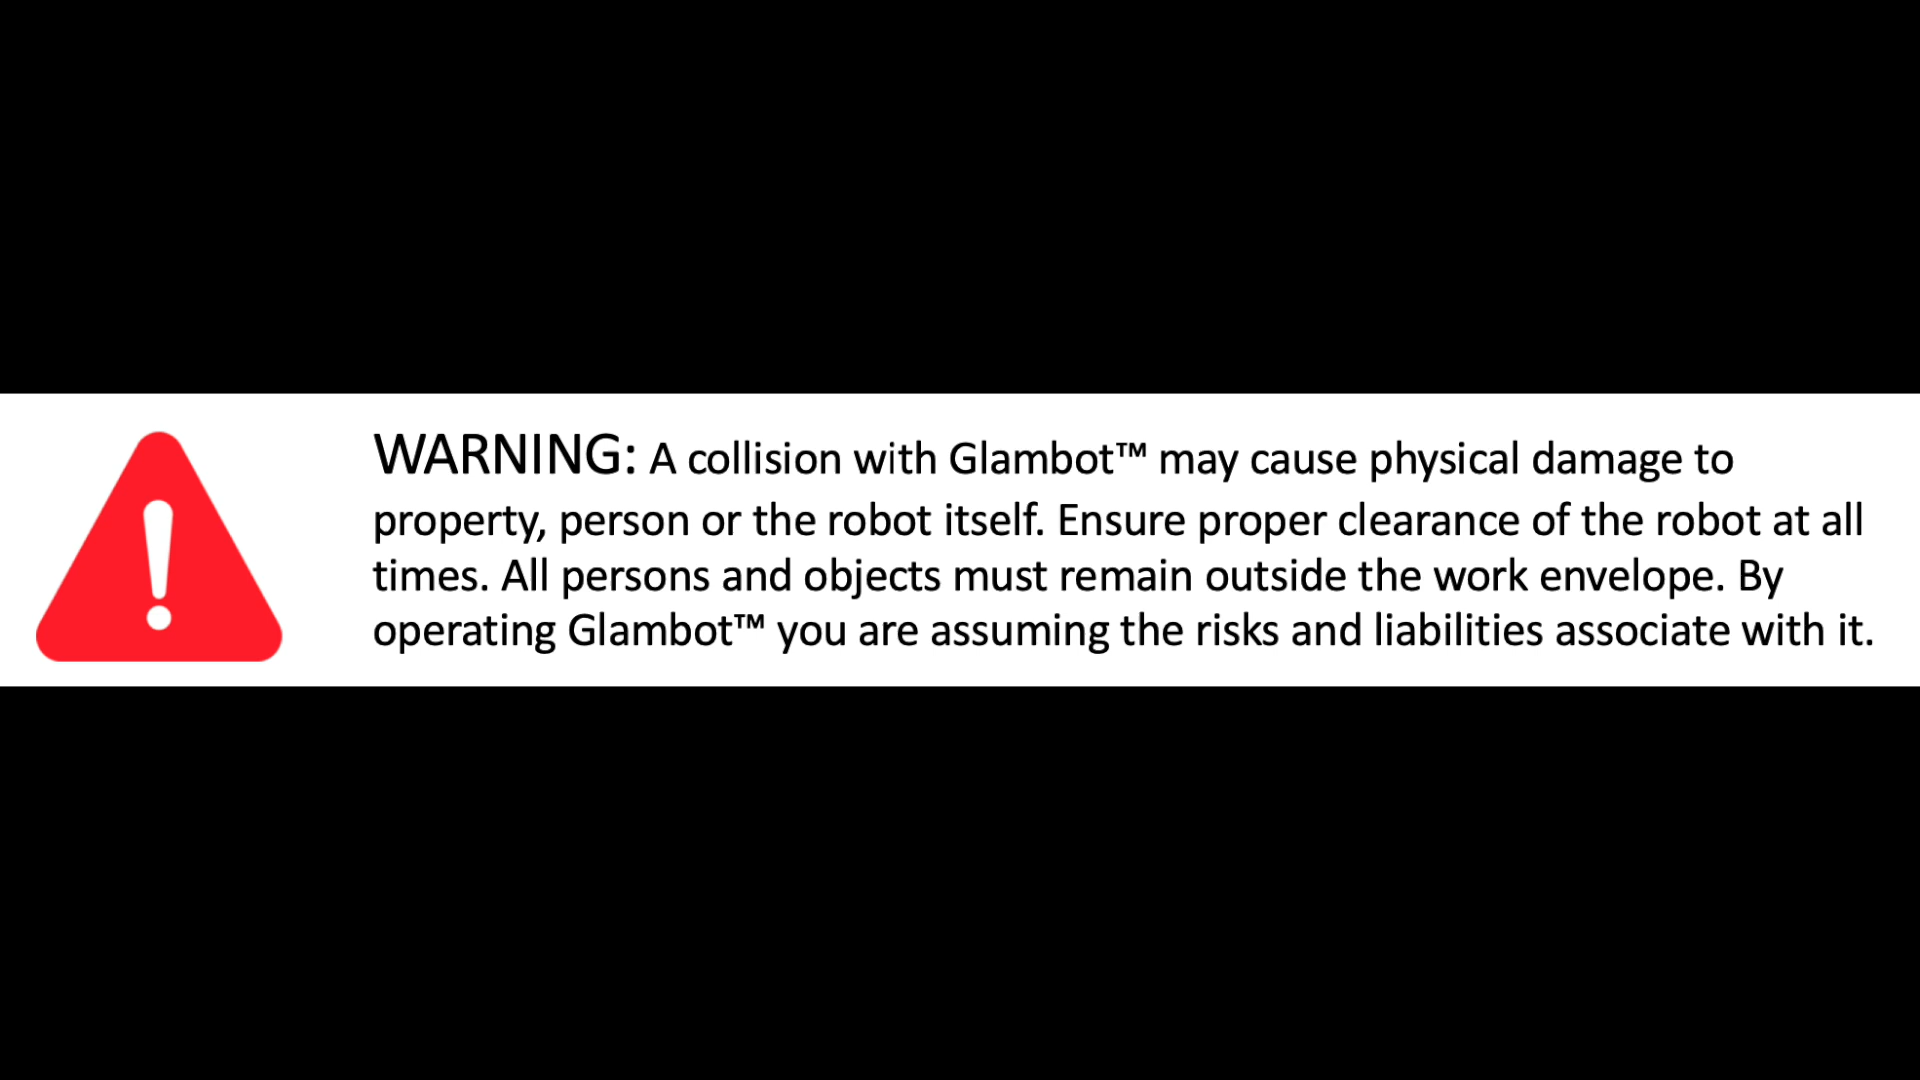 WARNING: A collision with Glambot™ may cause physical damage to
property, person or the robot itself. Ensure proper clearance of the robot at all
times. All persons and objects must remain outside the work envelope. By
operating Glambot™ you are assuming the risks and liabilities associate with it.